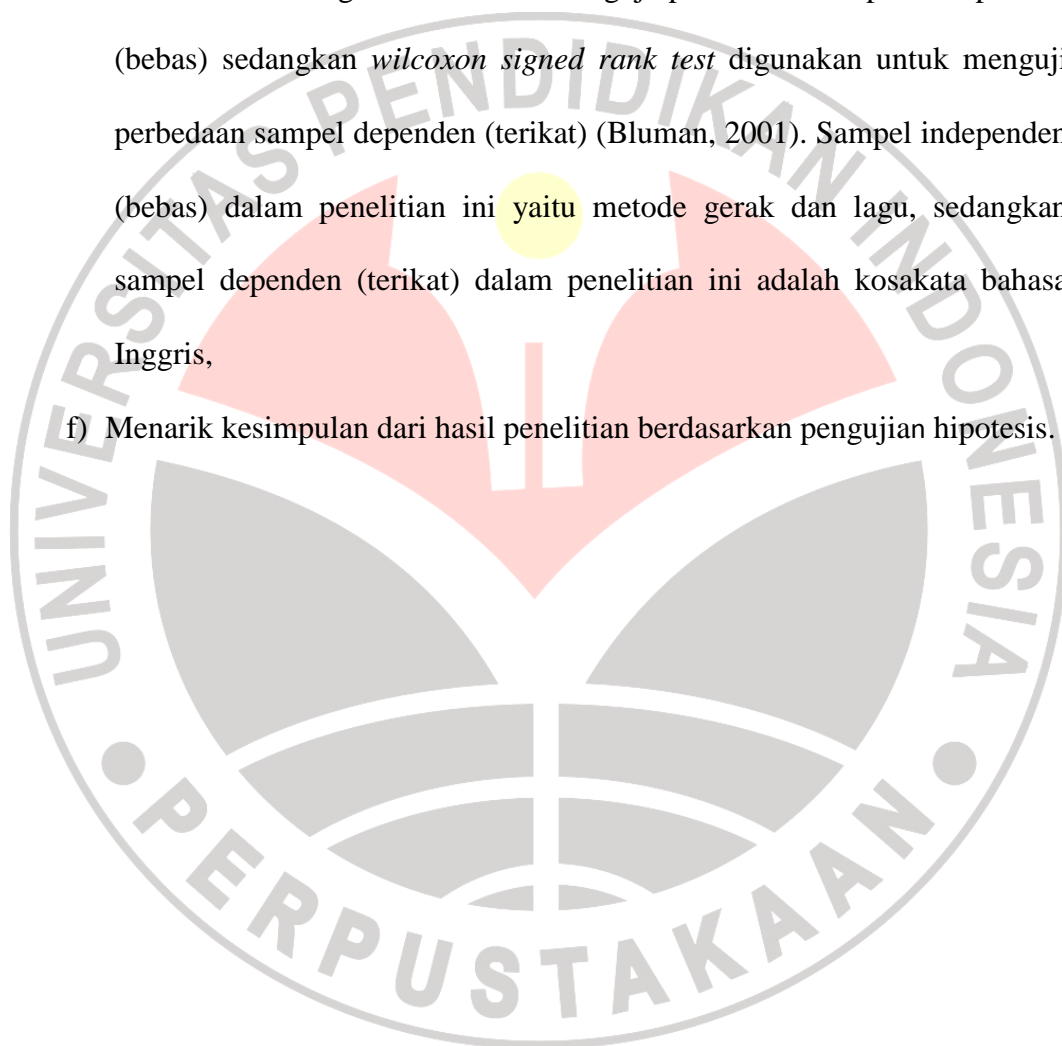 (bebas) sedangkan wilcoxon signed rank test digunakan untuk menguji
perbedaan sampel dependen (terikat) (Bluman, 2001). Sampel independen
(bebas) dalam penelitian ini yaitu metode gerak dan lagu, sedangkan
sampel dependen (terikat) dalam penelitian ini adalah kosakata bahasa
Inggris,
f) Menarik kesimpulan dari hasil penelitian berdasarkan pengujian hipotesis.
UNIVERSITAS PENDIDIKAN INDONESIA
PERPUSTAKAAN